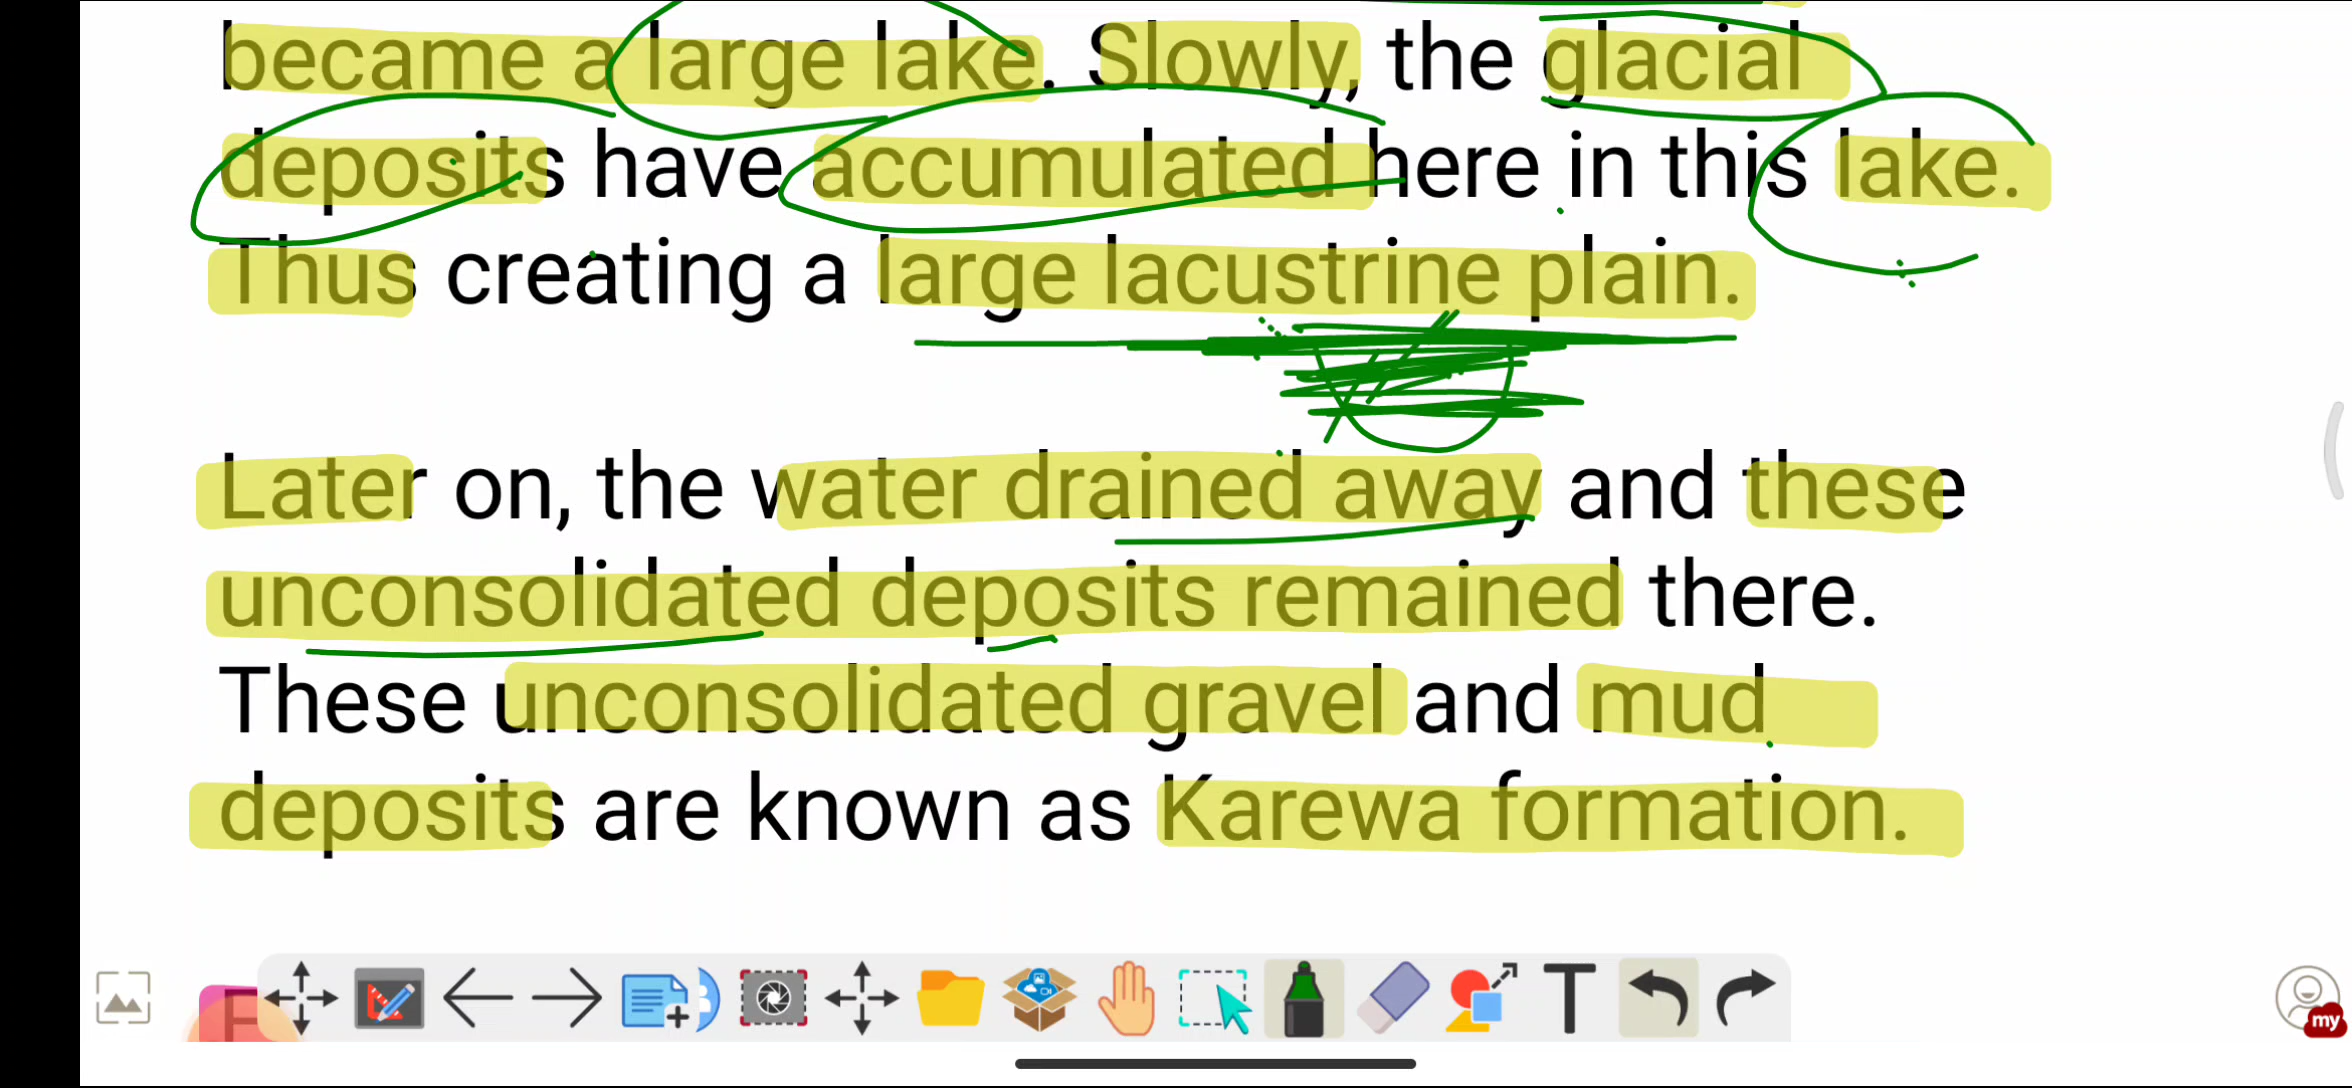 became a large lake. Slowly, the glacial
deposits have accumulated here in this lake.
Thus creating a large lacustrine plain.
Later on, the water drained away and these
unconsolidated deposits remained there.
These unconsolidated gravel and mud
deposits are known as Karewa formation.
F
T
my